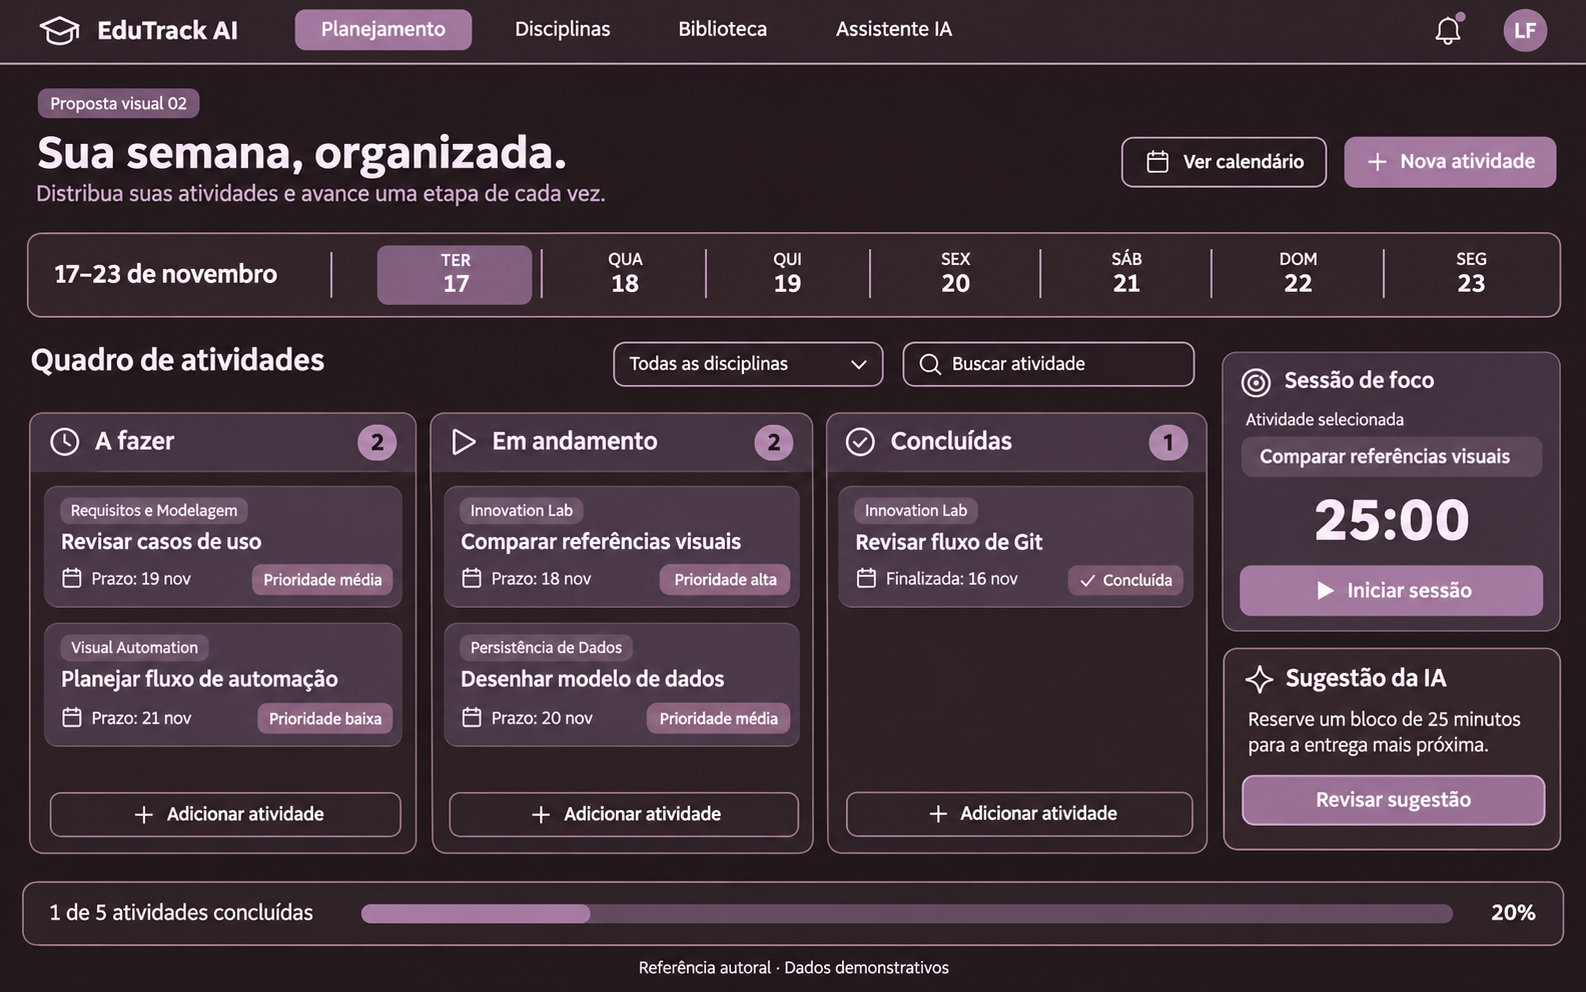 EduTrack AI
Planejamento
Disciplinas
Biblioteca
Assistente IA
LF
Proposta visual 02
Sua semana, organizada.
Distribua suas atividades e avance uma etapa de cada vez.
Ver calendário
+ Nova atividade
17–23 de novembro
TER
17
QUA
18
QUI
19
SEX
20
SÁB
21
DOM
22
SEG
23
Quadro de atividades
Todas as disciplinas
Buscar atividade
A fazer
2
Requisitos e Modelagem
Revisar casos de uso
Prazo: 19 nov
Prioridade média
Visual Automation
Planejar fluxo de automação
Prazo: 21 nov
Prioridade baixa
+ Adicionar atividade
Em andamento
2
Innovation Lab
Comparar referências visuais
Prazo: 18 nov
Prioridade alta
Persistência de Dados
Desenhar modelo de dados
Prazo: 20 nov
Prioridade média
+ Adicionar atividade
Concluídas
1
Innovation Lab
Revisar fluxo de Git
Finalizada: 16 nov
Concluída
+ Adicionar atividade
Sessão de foco
Atividade selecionada
Comparar referências visuais
25:00
Iniciar sessão
Sugestão da IA
Reserve um bloco de 25 minutos
para a entrega mais próxima.
Revisar sugestão
1 de 5 atividades concluídas
20%
Referência autoral · Dados demonstrativos